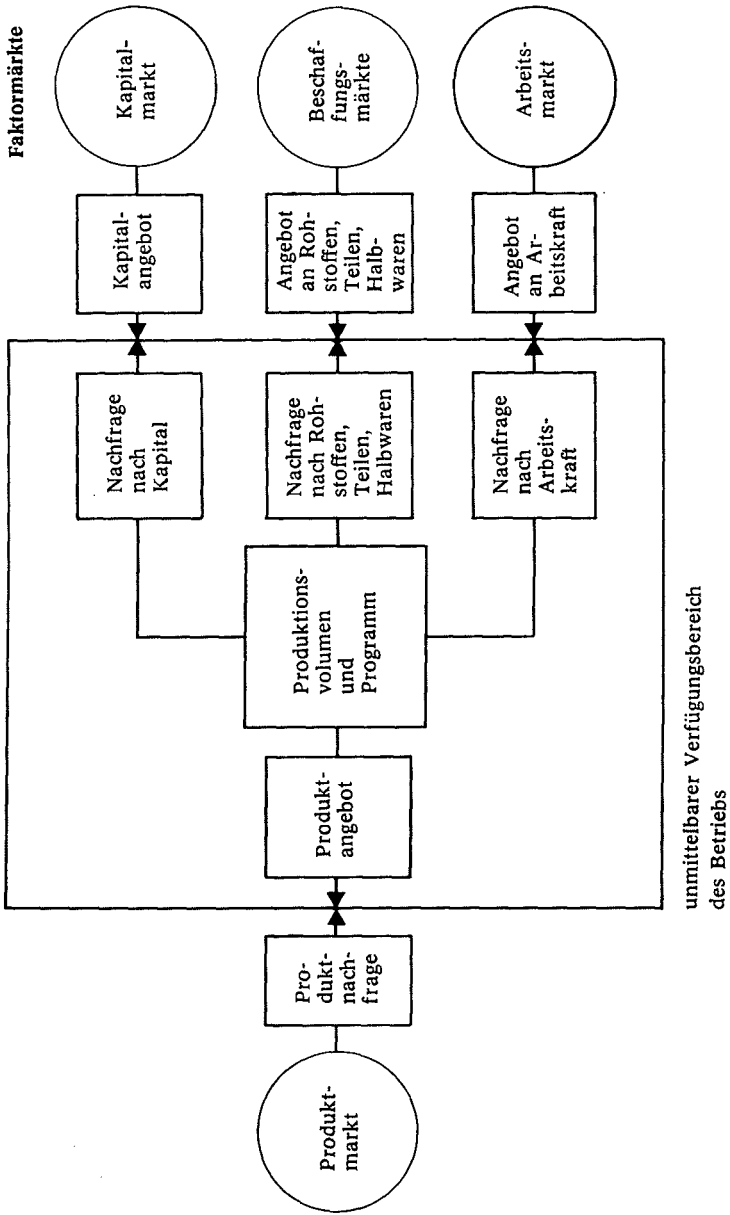 Faktormärkte
Kapital-
markt
Beschaf-
fungs-
märkte
Arbeits-
markt
Kapital-
angebot
Angebot
an Roh-
stoffen,
Teilen,
Halb-
waren
Angebot
an Ar-
beitskraft
Nachfrage
nach
Kapital
Nachfrage
nach Roh-
stoffen,
Teilen,
Halbwaren
Nachfrage
nach
Arbeits-
kraft
Produktions-
volumen
und
Programm
Produkt-
angebot
Pro-
dukt-
nach-
frage
Produkt-
markt
unmittelbarer Verfügungsbereich
des Betriebs